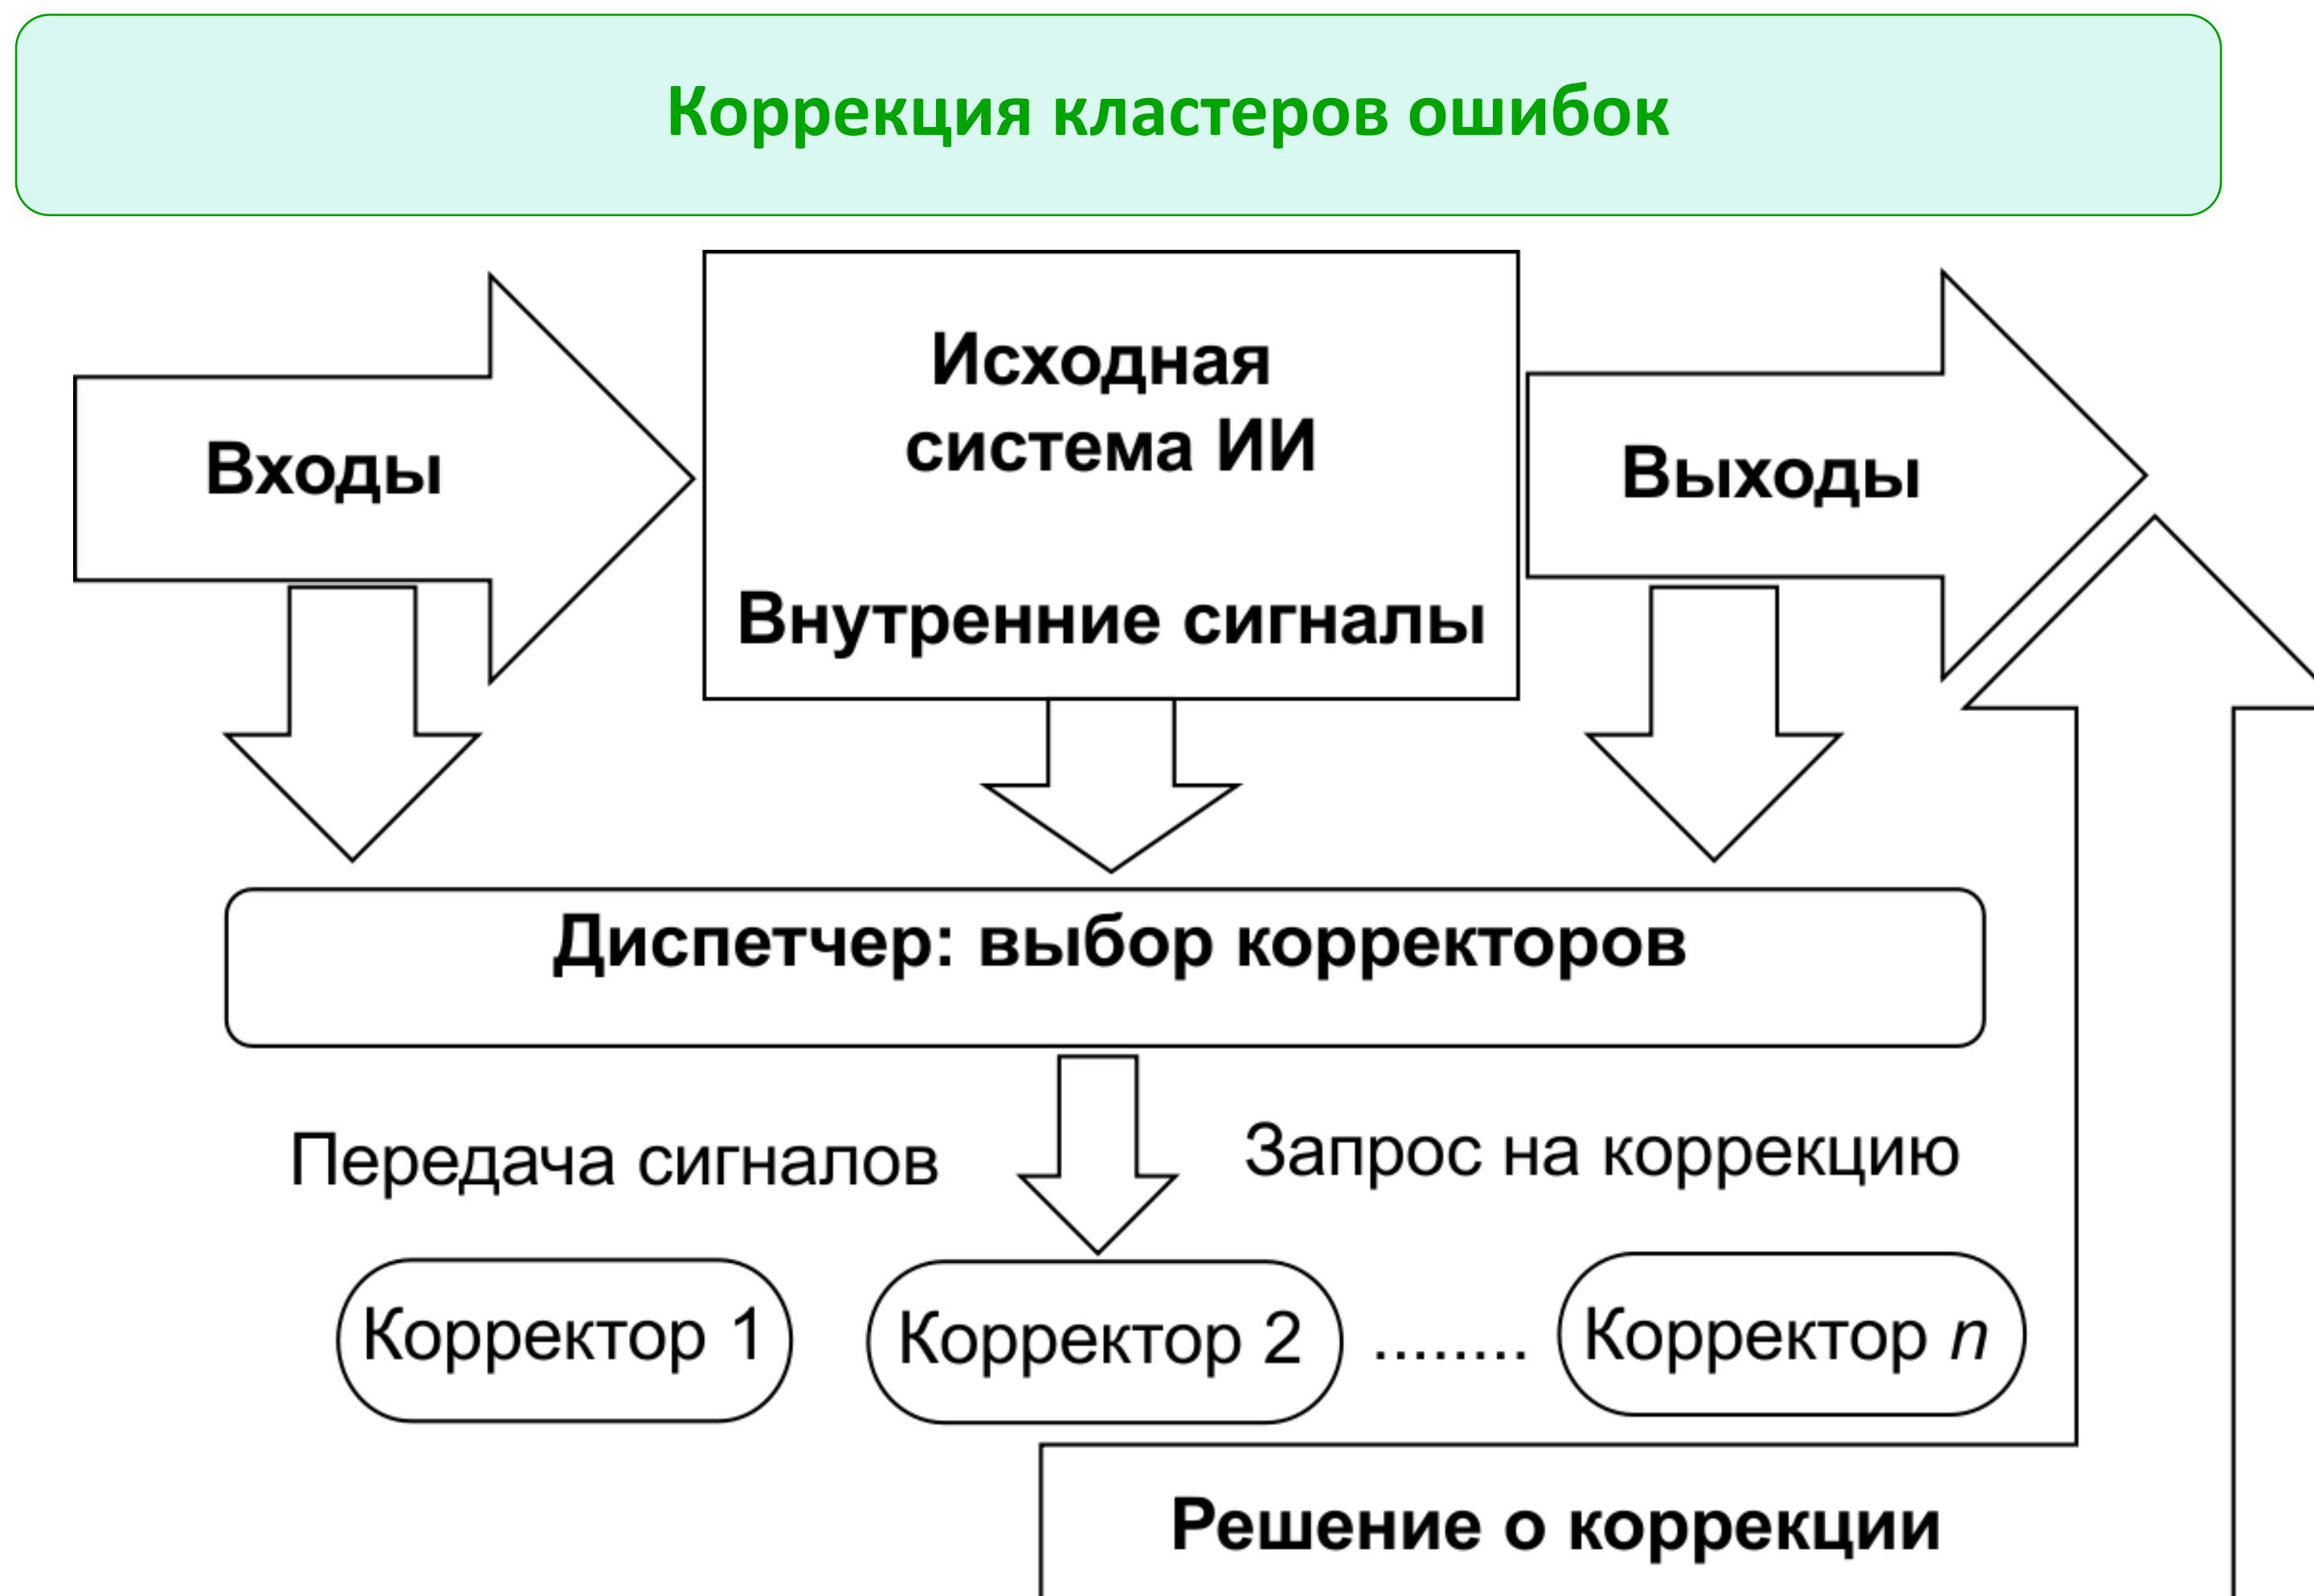 Коррекция кластеров ошибок
Исходная
система ИИ
Входы
Выходы
Внутренние сигналы
Диспетчер: выбор корректоров
Передача сигналов
Запрос на коррекцию
Корректор 1
Корректор 2
........
Корректор n
Решение о коррекции